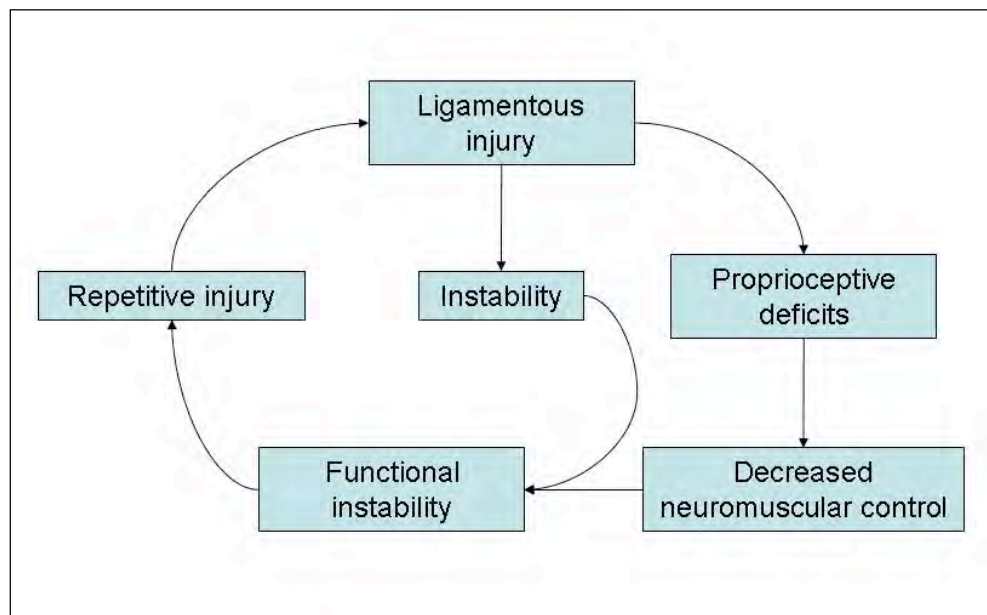 Ligamentous
injury
Repetitive injury
Instability
Proprioceptive
deficits
Functional
instability
Decreased
neuromuscular control